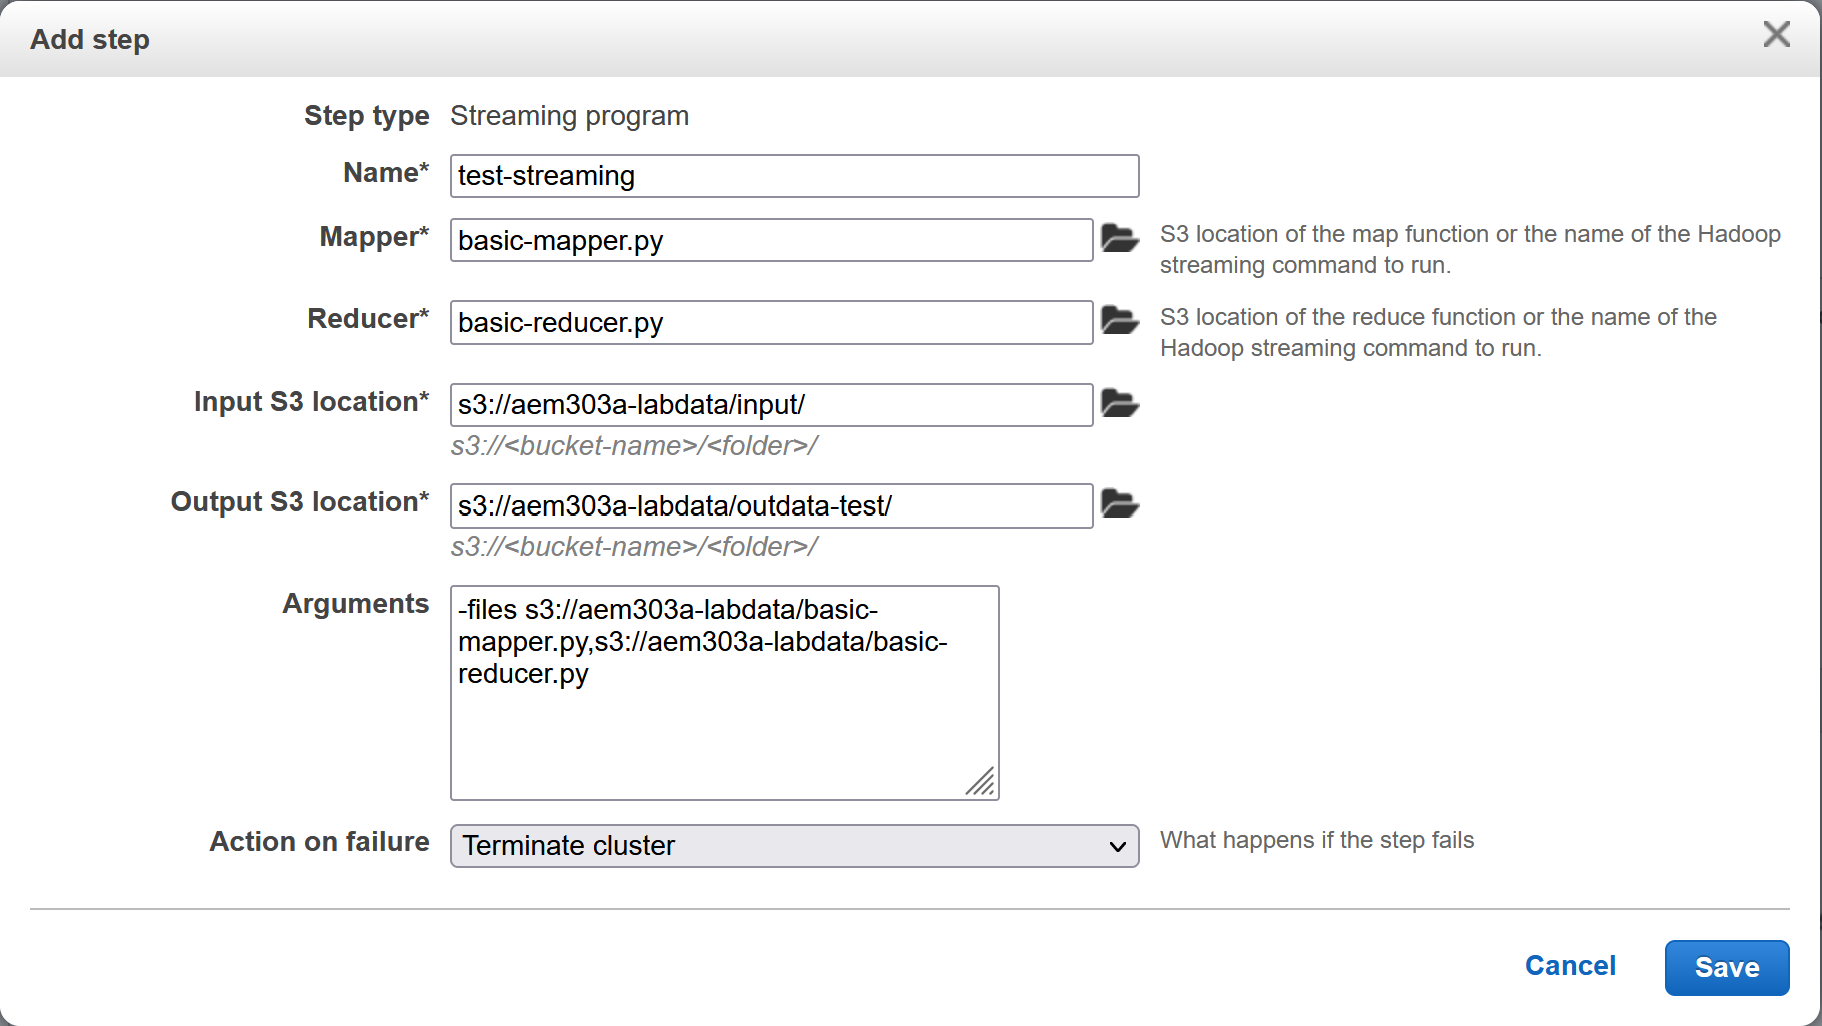 Add step
Step type Streaming program
Name* test-streaming
Mapper* basic-mapper.py
S3 location of the map function or the name of the Hadoop
streaming command to run.
Reducer* basic-reducer.py
S3 location of the reduce function or the name of the
Hadoop streaming command to run.
Input S3 location* s3://aem303a-labdata/input/
s3://<bucket-name>/<folder>/
Output S3 location* s3://aem303a-labdata/outdata-test/
s3://<bucket-name>/<folder>/
Arguments -files s3://aem303a-labdata/basic-
mapper.py,s3://aem303a-labdata/basic-
reducer.py
Action on failure Terminate cluster What happens if the step fails
Cancel Save